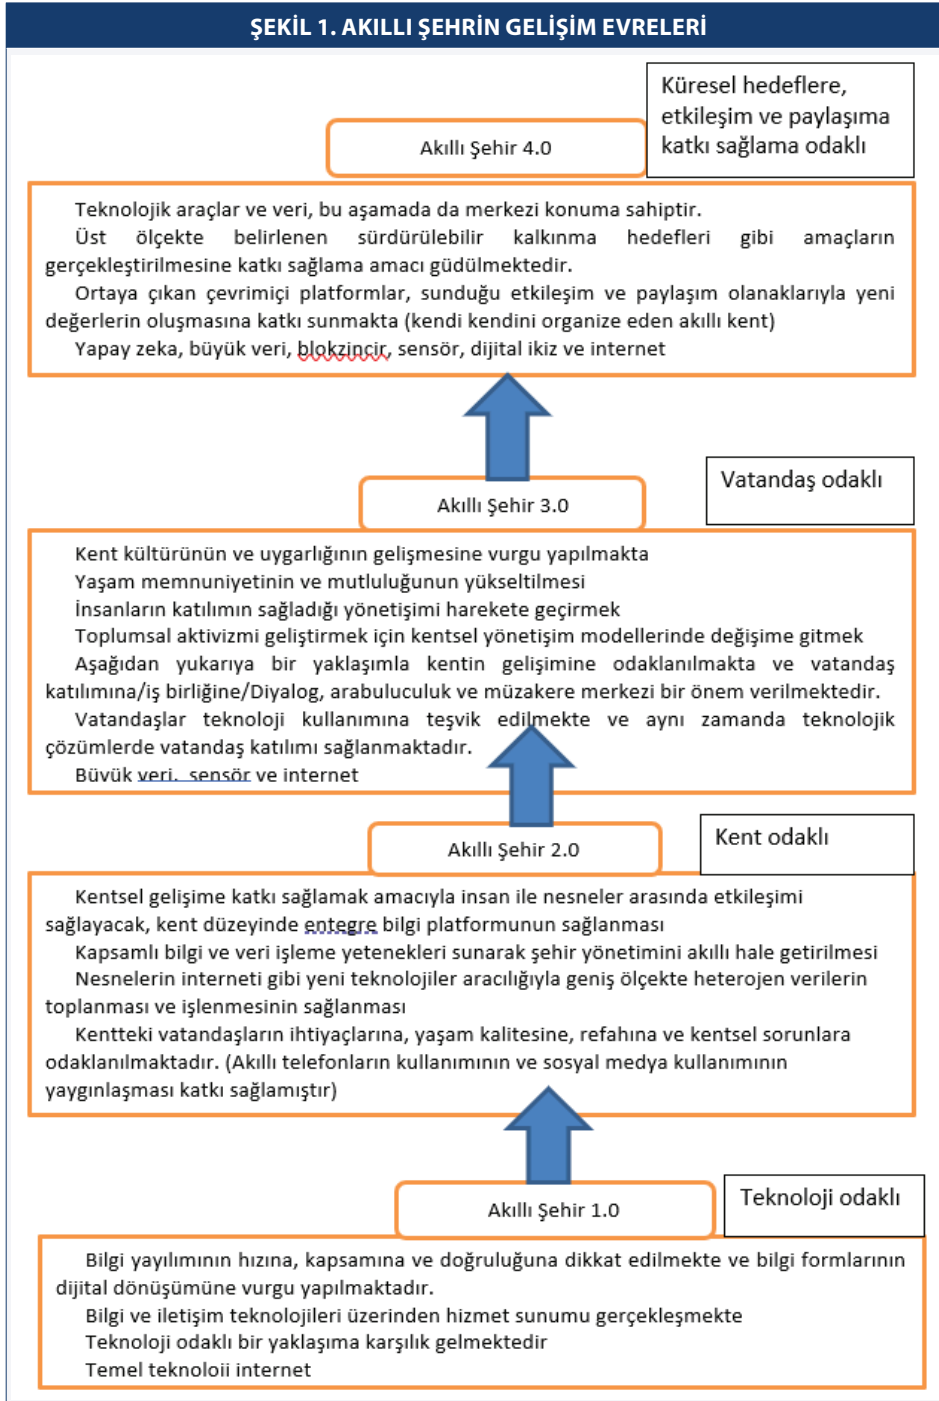 ŞEKİL 1. AKILLI ŞEHRİN GELİŞİM EVRELERİ
Küresel hedeflere,
etkileşim ve paylaşıma
katkı sağlama odaklı
Akıllı Şehir 4.0
Teknolojik araçlar ve veri, bu aşamada da merkezi konuma sahiptir.
Üst ölçekte belirlenen sürdürülebilir kalkınma hedefleri gibi amaçların
gerçekleştirilmesine katkı sağlama amacı güdülmektedir.
Ortaya çıkan çevrimiçi platformlar, sunduğu etkileşim ve paylaşım olanaklarıyla yeni
değerlerin oluşmasına katkı sunmakta (kendi kendini organize eden akıllı kent)
Yapay zeka, büyük veri, blokzincir, sensör, dijital ikiz ve internet
Vatandaş odaklı
Akıllı Şehir 3.0
Kent kültürünün ve uygarlığının gelişmesine vurgu yapılmakta
Yaşam memnuniyetinin ve mutluluğunun yükseltilmesi
İnsanların katılımın sağladığı yönetişimi harekete geçirmek
Toplumsal aktivizmi geliştirmek için kentsel yönetişim modellerinde değişime gitmek
Aşağıdan yukarıya bir yaklaşımla kentin gelişimine odaklanılmakta ve vatandaş
katılımına/iş birliğine/Diyalog, arabuluculuk ve müzakere merkezi bir önem verilmektedir.
Vatandaşlar teknoloji kullanımına teşvik edilmekte ve aynı zamanda teknolojik
çözümlerde vatandaş katılımı sağlanmaktadır.
Büyük veri, sensör ve internet
Kent odaklı
Akıllı Şehir 2.0
Kentsel gelişime katkı sağlamak amacıyla insan ile nesneler arasında etkileşimi
sağlayacak, kent düzeyinde entegre bilgi platformunun sağlanması
Kapsamlı bilgi ve veri işleme yetenekleri sunarak şehir yönetimini akıllı hale getirilmesi
Nesnelerin interneti gibi yeni teknolojiler aracılığıyla geniş ölçekte heterojen verilerin
toplanması ve işlenmesinin sağlanması
Kentteki vatandaşların ihtiyaçlarına, yaşam kalitesine, refahına ve kentsel sorunlara
odaklanılmaktadır. (Akıllı telefonların kullanımının ve sosyal medya kullanımının
yaygınlaşması katkı sağlamıştır)
Teknoloji odaklı
Akıllı Şehir 1.0
Bilgi yayılımının hızına, kapsamına ve doğruluğuna dikkat edilmekte ve bilgi formlarının
dijital dönüşümüne vurgu yapılmaktadır.
Bilgi ve iletişim teknolojileri üzerinden hizmet sunumu gerçekleşmekte
Teknoloji odaklı bir yaklaşıma karşılık gelmektedir
Temel teknoloji internet